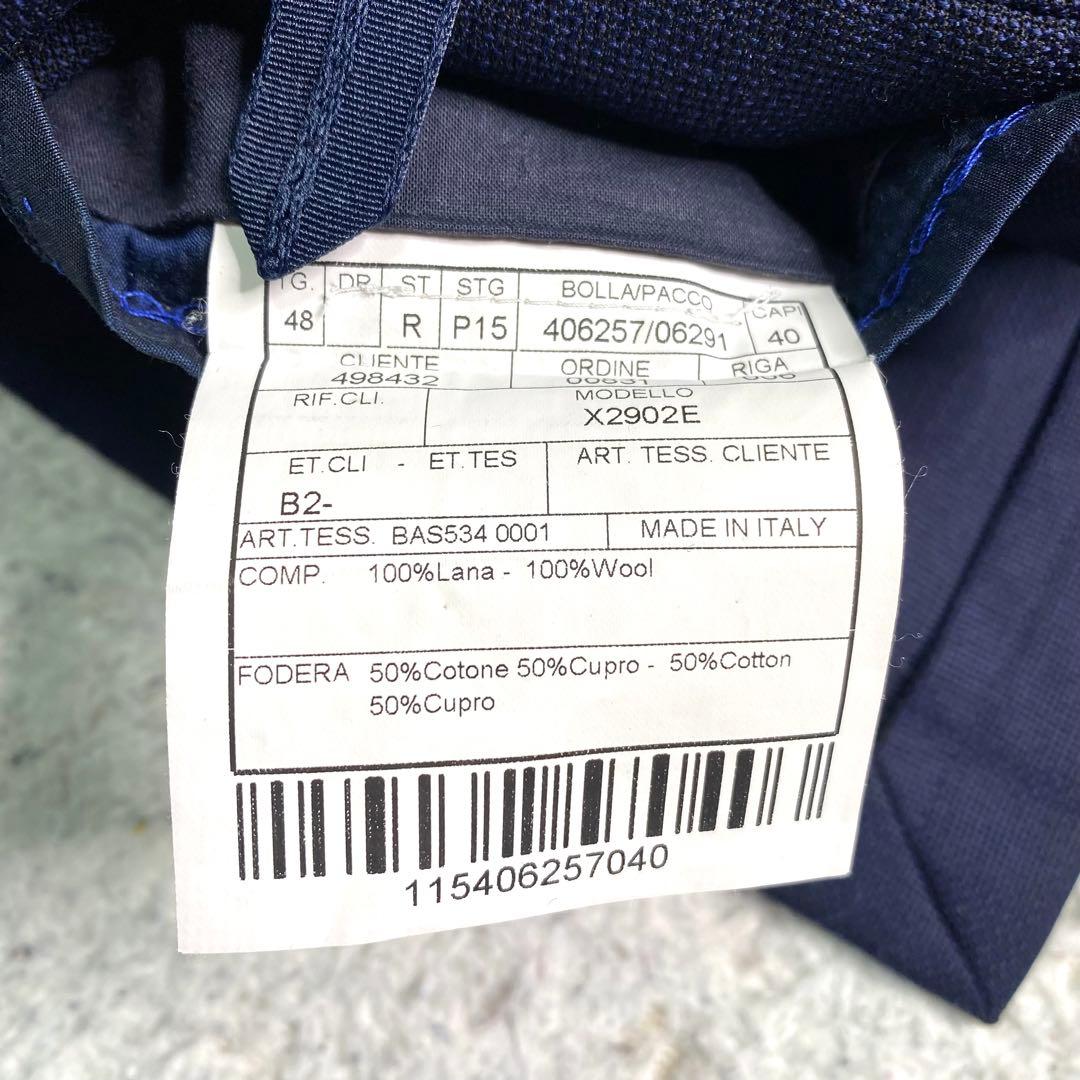 TG. DR ST STG BOLLA/PACCO CAPI
48 R P15 406257/06291 40
CLIENTE ORDINE RIGA
498432 00631
RIF.CLI. MODELLO
X2902E
ET.CLI - ET.TES ART. TESS. CLIENTE
B2-
ART.TESS. BAS534 0001 MADE IN ITALY
COMP. 100%Lana - 100%Wool
FODERA 50%Cotone 50%Cupro - 50%Cotton
50%Cupro
115406257040